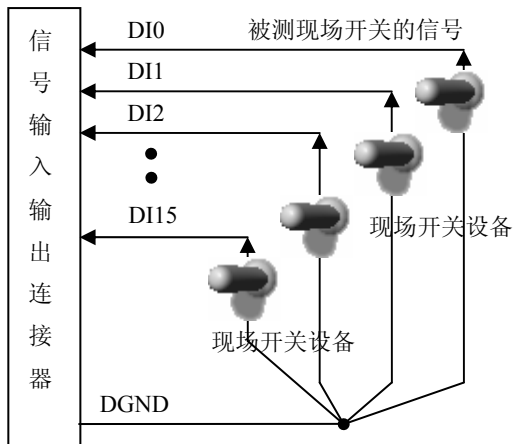 信号输入输出连接器
DI0 被测现场开关的信号
DI1
DI2
DI15
现场开关设备
现场开关设备
DGND